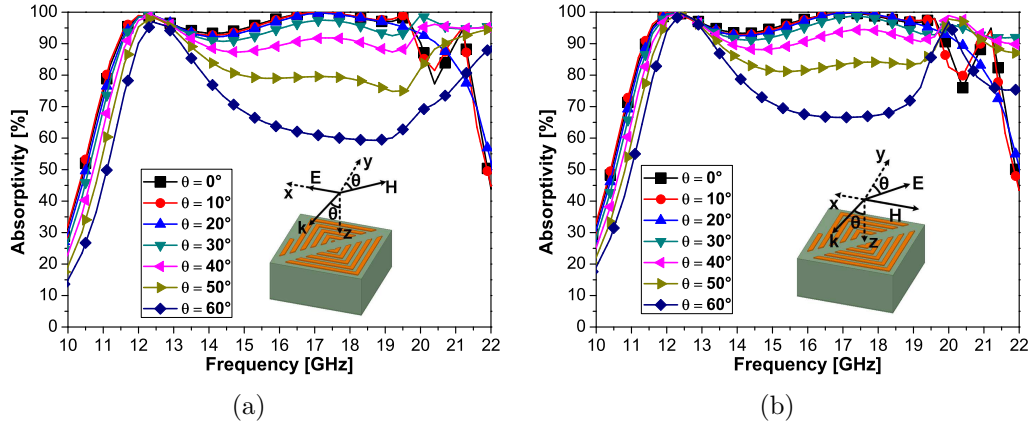 Absorptivity [%]
100
90
80
70
60
50
40
30
20
10
0
θ = 0°
θ = 10°
θ = 20°
θ = 30°
θ = 40°
θ = 50°
θ = 60°
y
E
θ
H
x
θ
k
z
10 11 12 13 14 15 16 17 18 19 20 21 22
Frequency [GHz]
(a)
Absorptivity [%]
100
90
80
70
60
50
40
30
20
10
0
θ = 0°
θ = 10°
θ = 20°
θ = 30°
θ = 40°
θ = 50°
θ = 60°
y
θ
E
x
H
θ
k
z
10 11 12 13 14 15 16 17 18 19 20 21 22
Frequency [GHz]
(b)